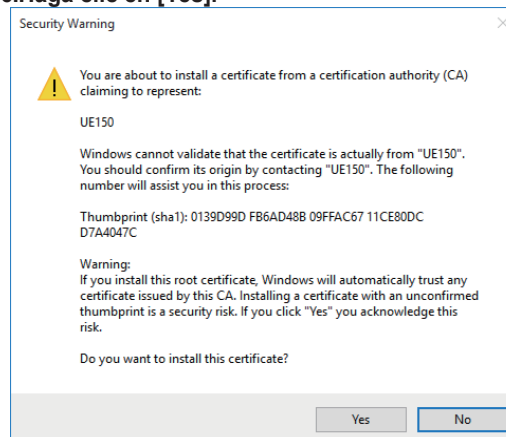 haga clic en [Yes].
Security Warning
You are about to install a certificate from a certification authority (CA)
claiming to represent:
UE150
Windows cannot validate that the certificate is actually from "UE150".
You should confirm its origin by contacting "UE150". The following
number will assist you in this process:
Thumbprint (sha1): 0139D99D FB6AD48B 09FFAC67 11CE80DC
D7A4047C
Warning:
If you install this root certificate, Windows will automatically trust any
certificate issued by this CA. Installing a certificate with an unconfirmed
thumbprint is a security risk. If you click "Yes" you acknowledge this
risk.
Do you want to install this certificate?
Yes No